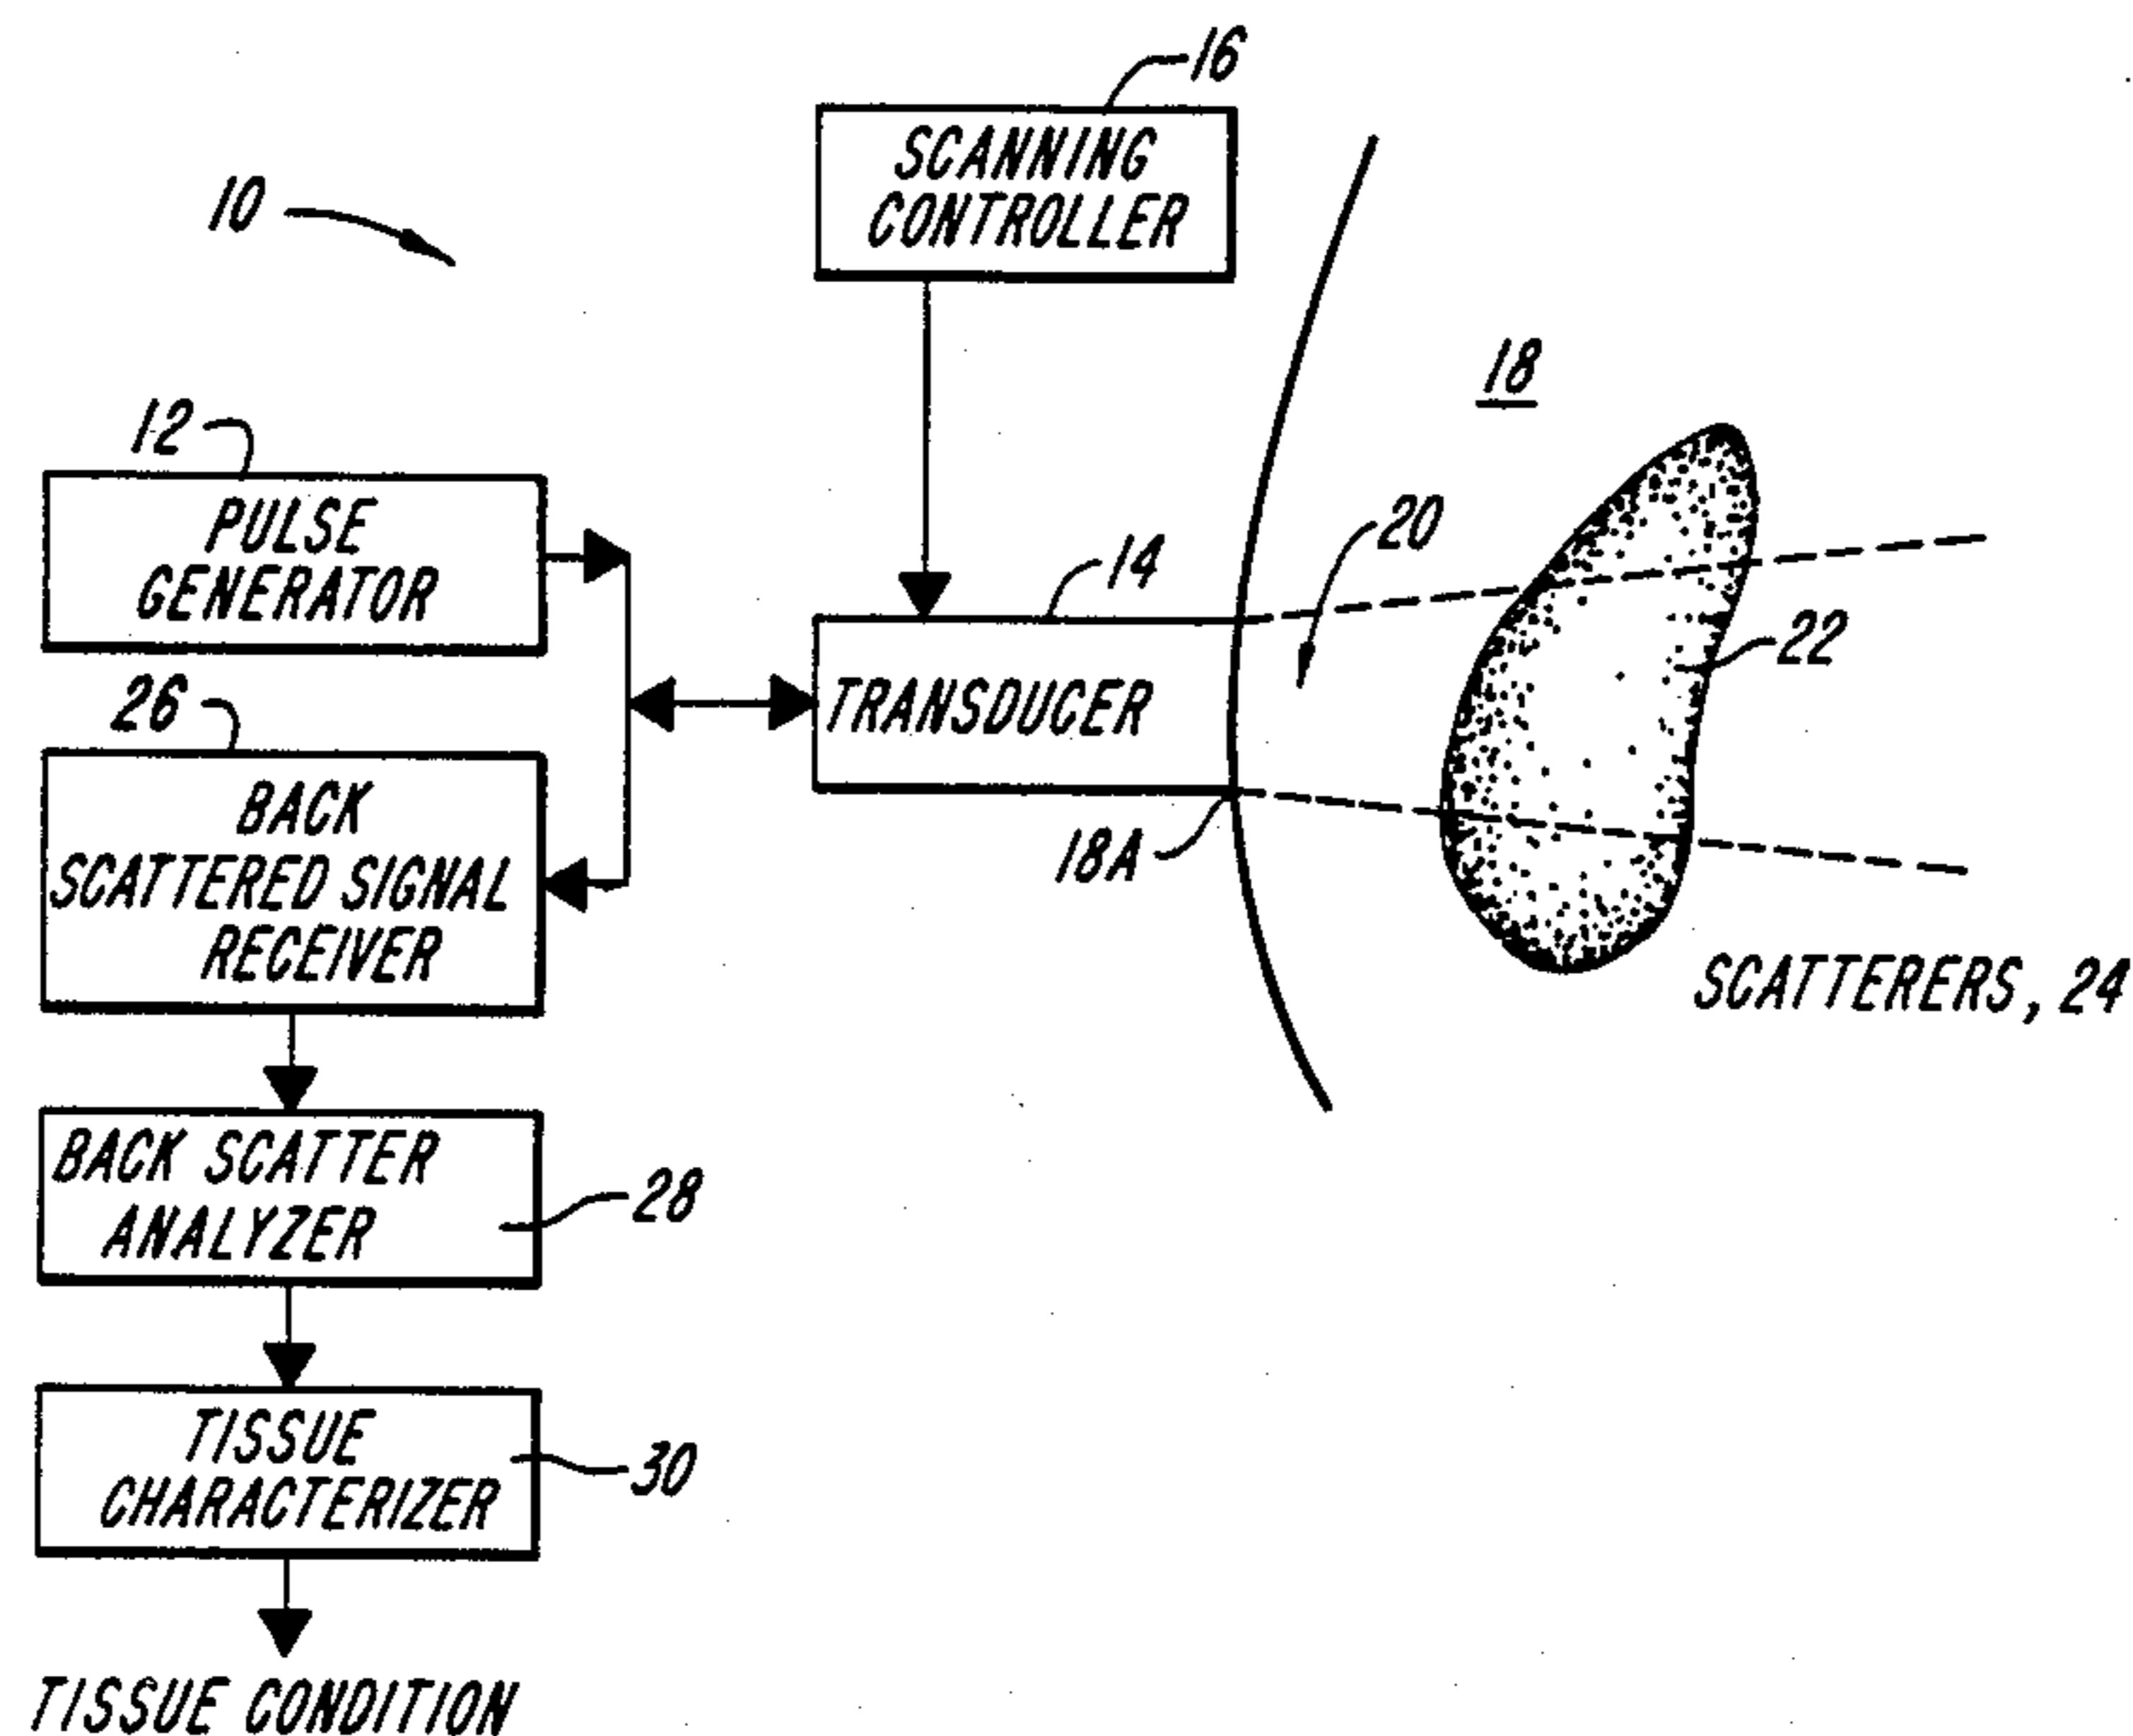 16
SCANNING
CONTROLLER
10
18
12
PULSE
GENERATOR
20
14
22
26
TRANSDUCER
BACK
SCATTERED SIGNAL
RECEIVER
18A
SCATTERERS, 24
BACK SCATTER
ANALYZER
28
TISSUE
CHARACTERIZER
30
TISSUE CONDITION